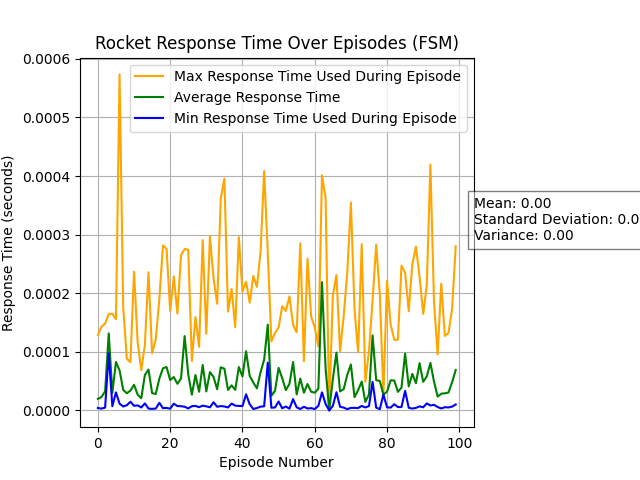 Rocket Response Time Over Episodes (FSM)
0.0006
0.0005
0.0004
0.0003
0.0002
0.0001
0.0000
Response Time (seconds)
Max Response Time Used During Episode
Average Response Time
Min Response Time Used During Episode
Mean: 0.00
Standard Deviation: 0.0
Variance: 0.00
0 20 40 60 80 100
Episode Number